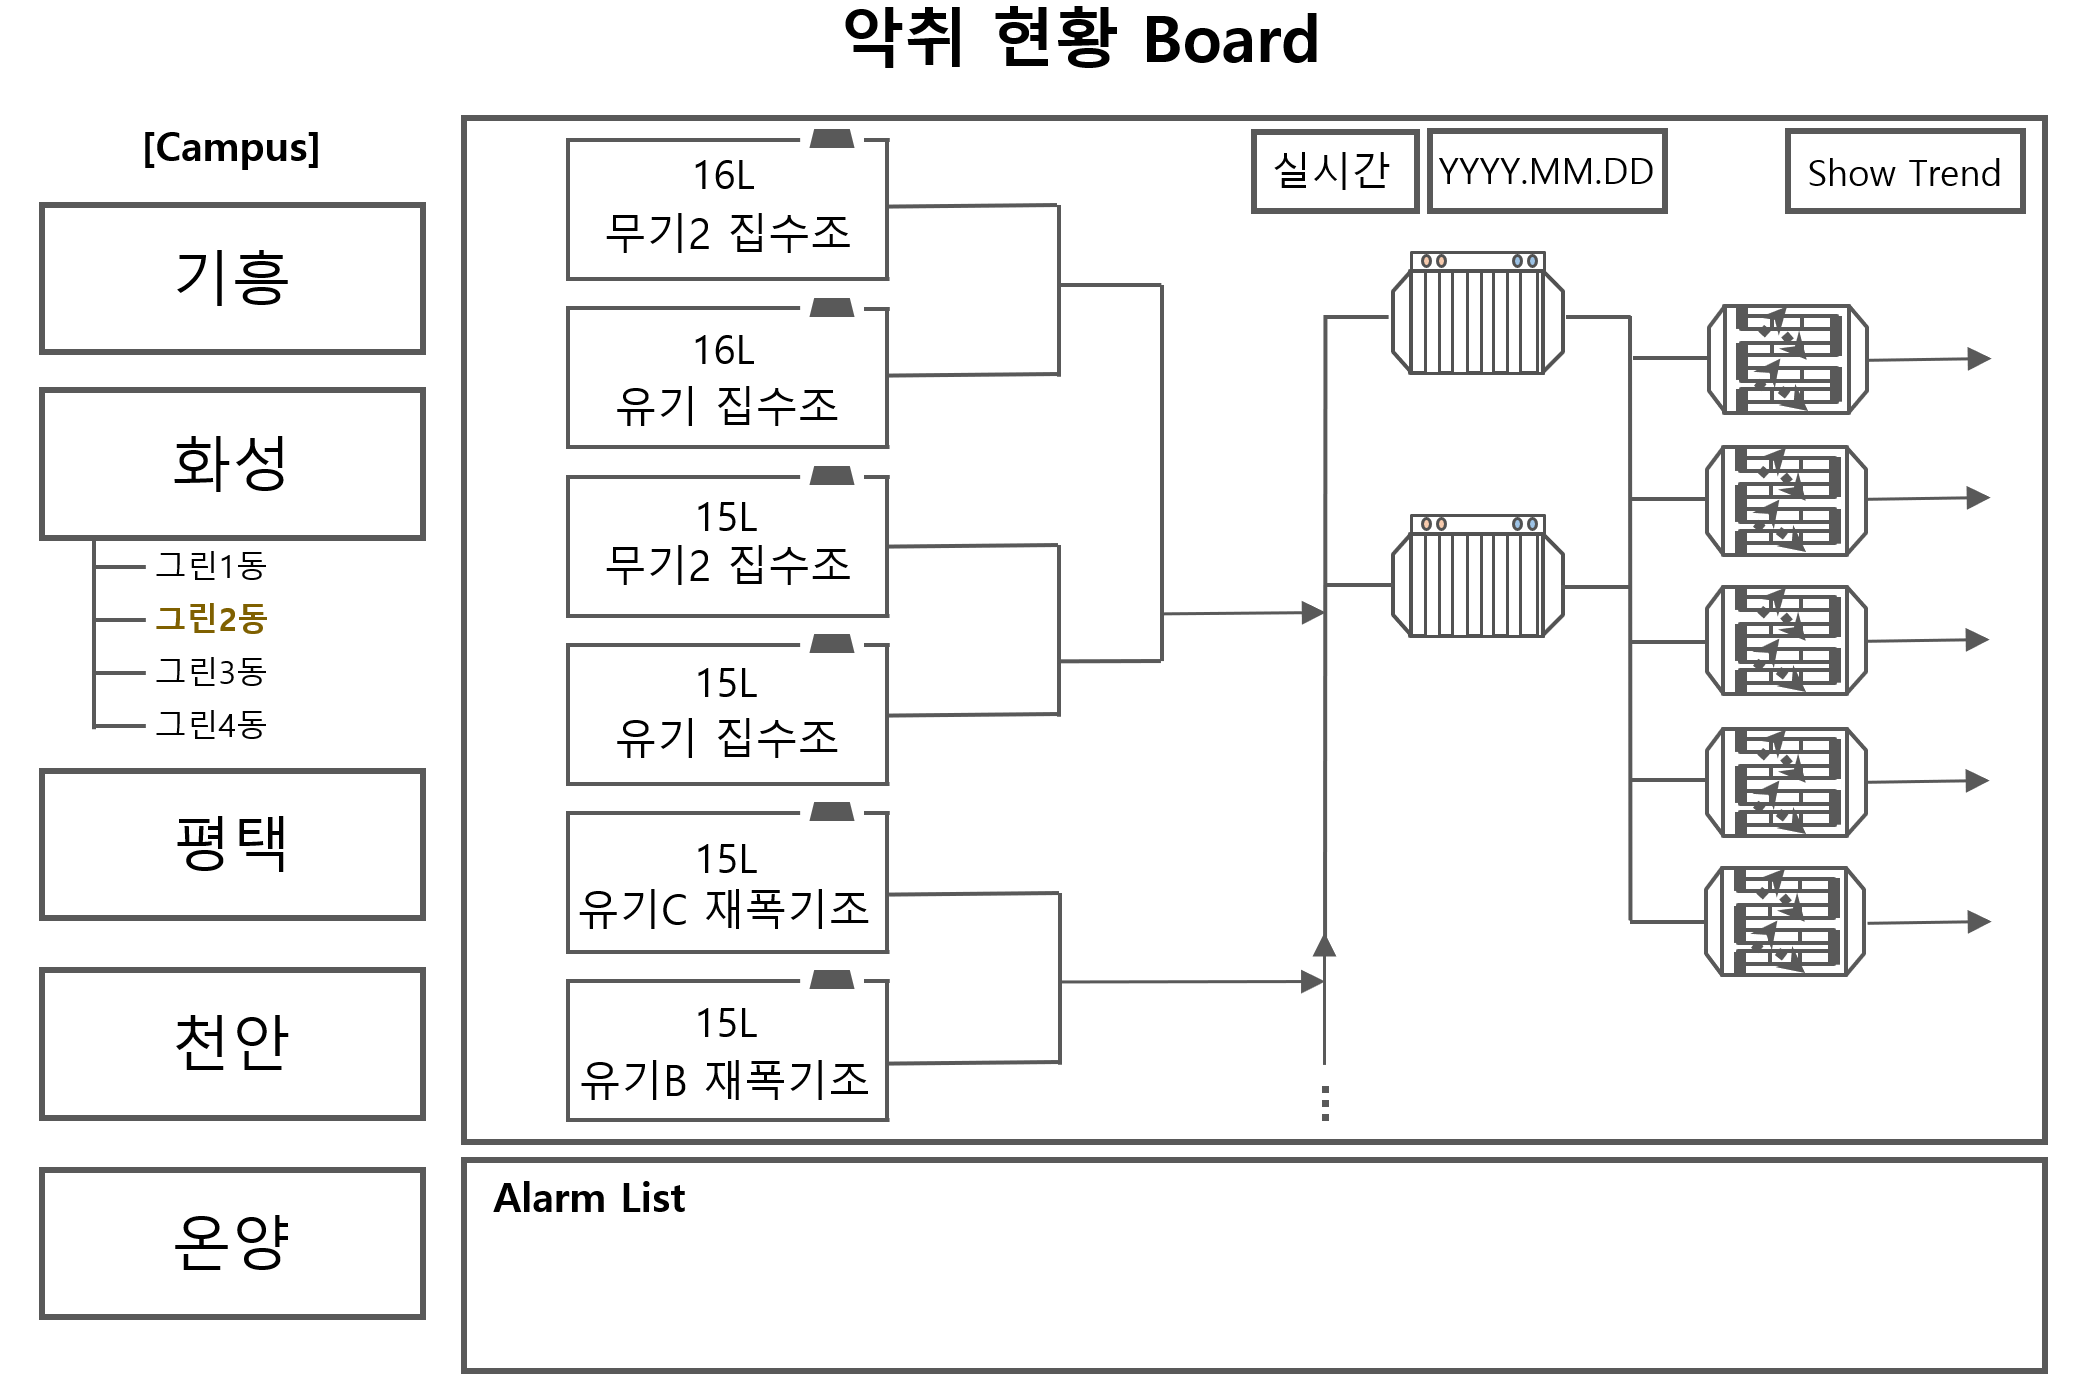 악취 현황 Board
[Campus]
기흥
화성
그린1동
그린2동
그린3동
그린4동
평택
천안
온양
실시간
YYYY.MM.DD
Show Trend
16L
무기2 집수조
16L
유기 집수조
15L
무기2 집수조
15L
유기 집수조
15L
유기C 재폭기조
15L
유기B 재폭기조
Alarm List